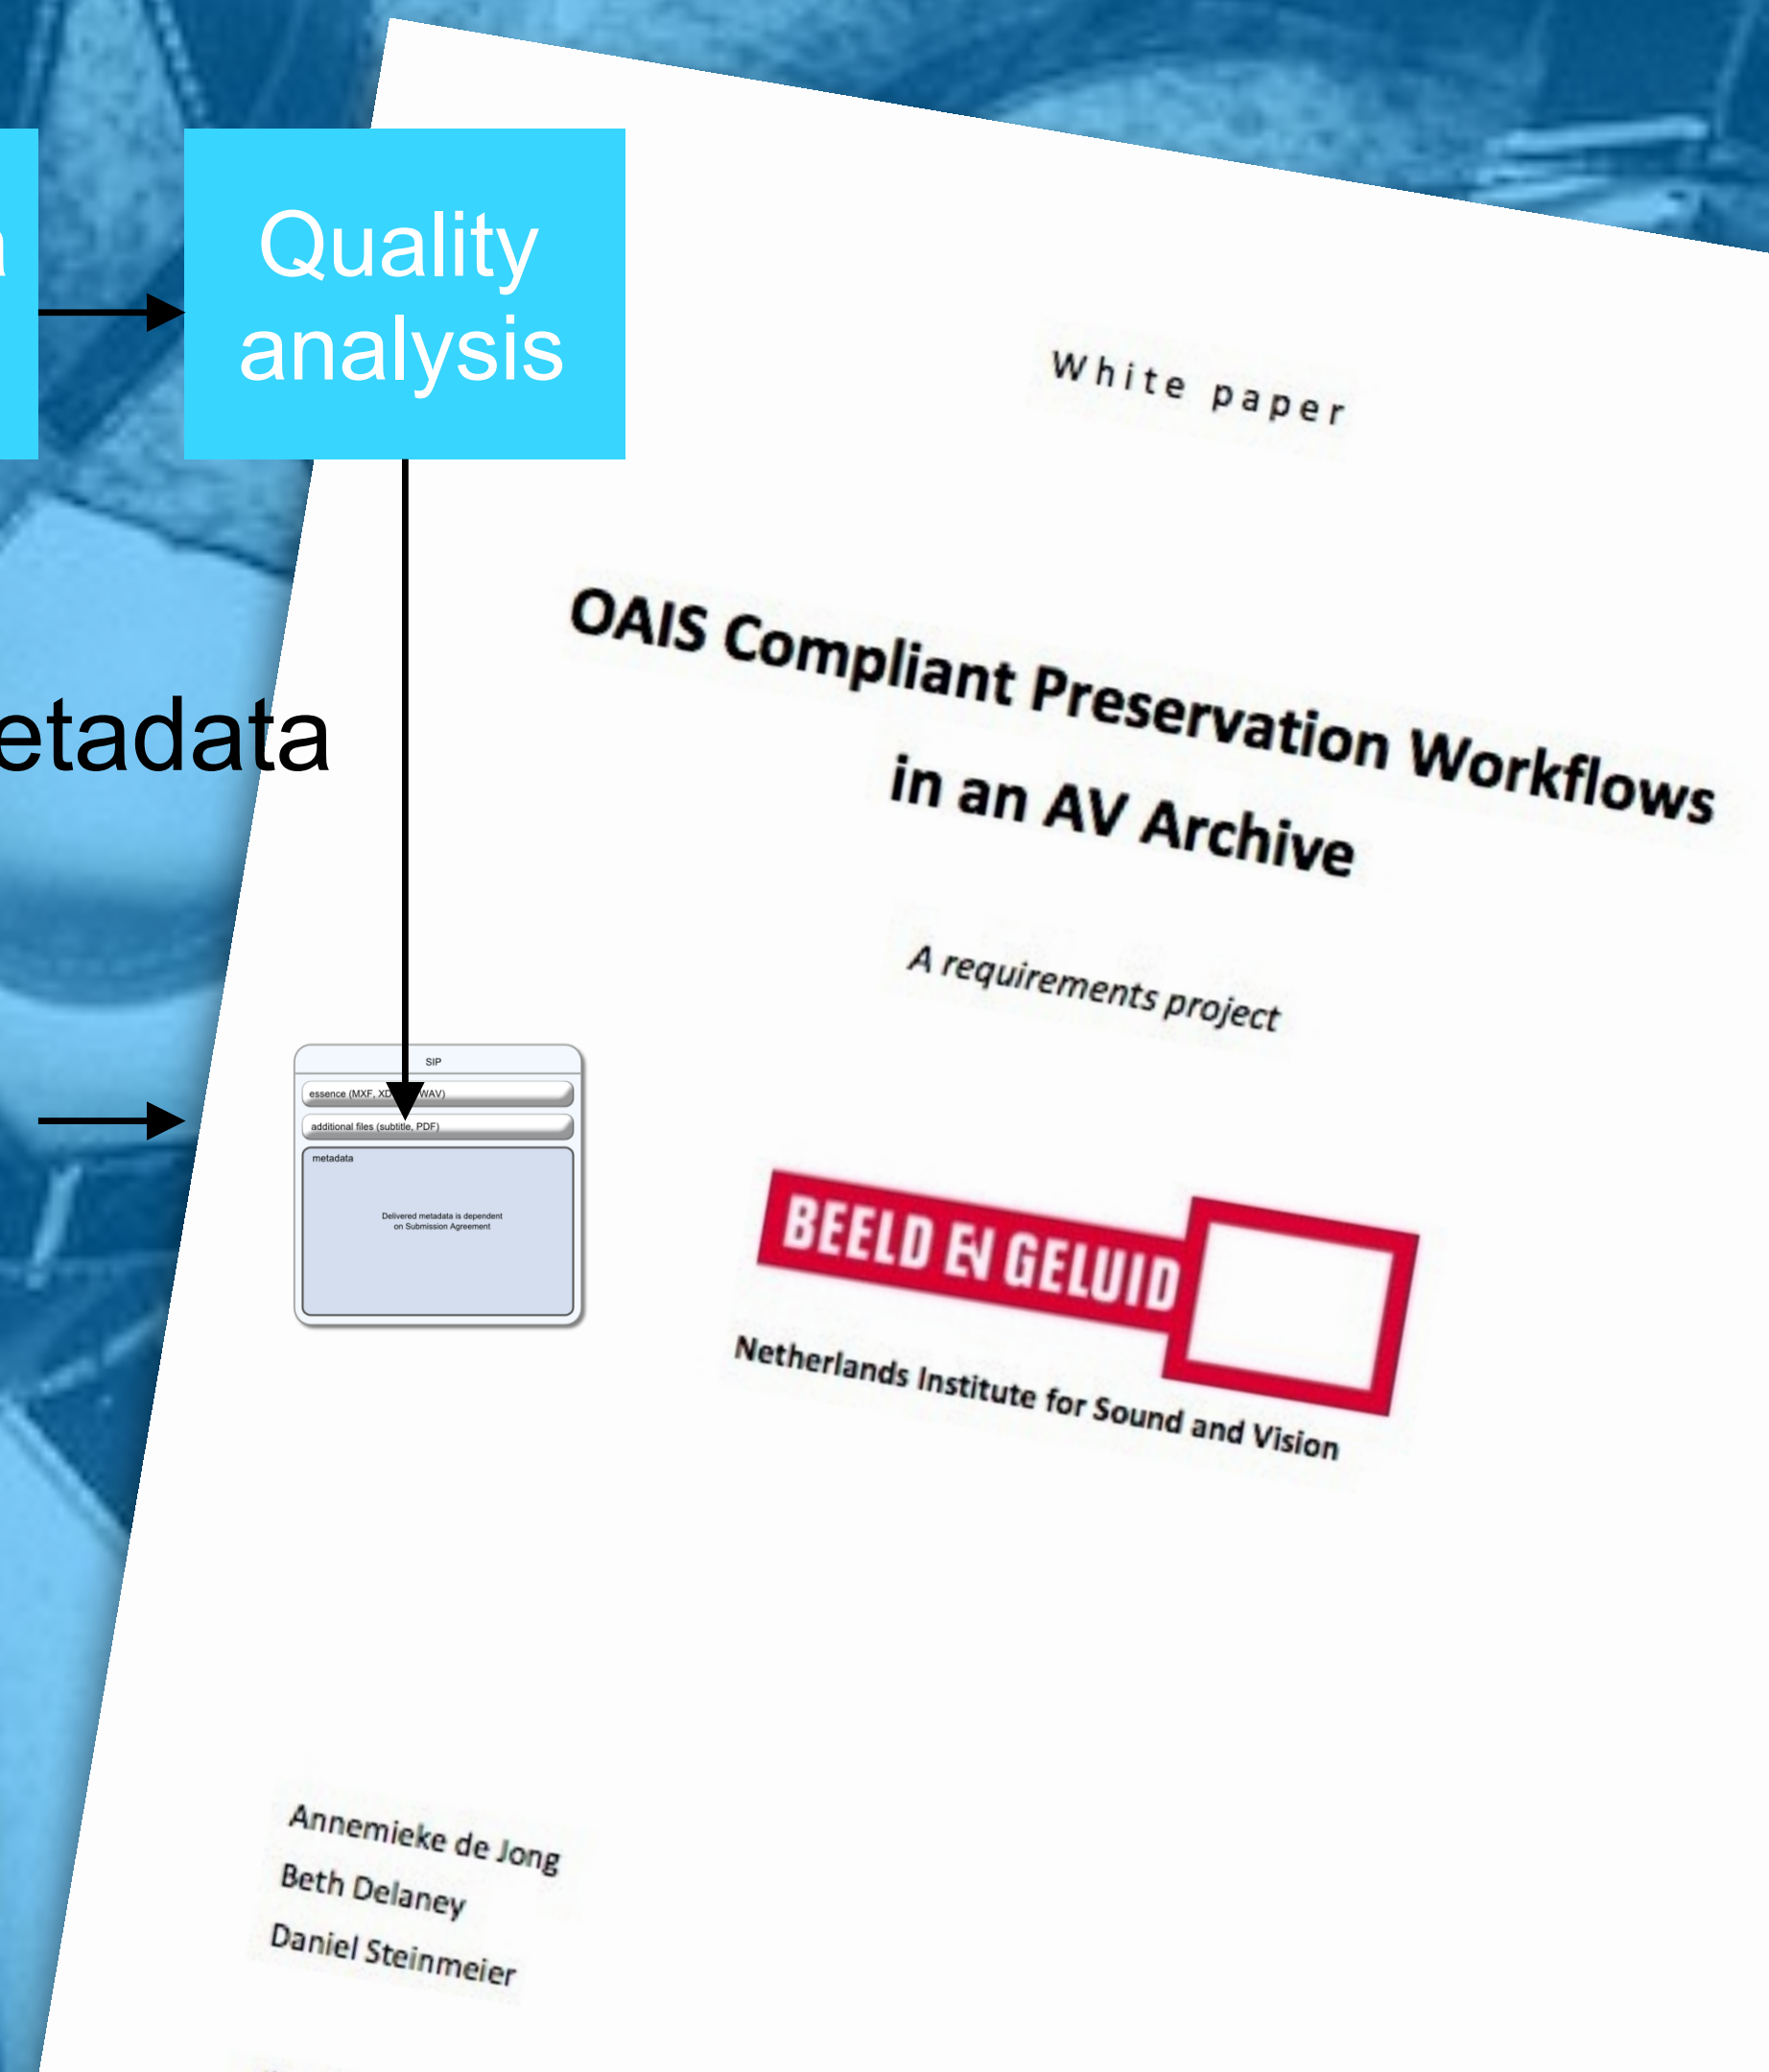 Quality
analysis
White paper
OAIS Compliant Preservation Workflows
in an AV Archive
A requirements project
SIP
essence (MXF, WAV)
additional files (subtitle, PDF)
metadata
Delivered metadata is dependent
on Submission Agreement
BEELD EN GELUID
Netherlands Institute for Sound and Vision
Annemieke de Jong
Beth Delaney
Daniel Steinmeier